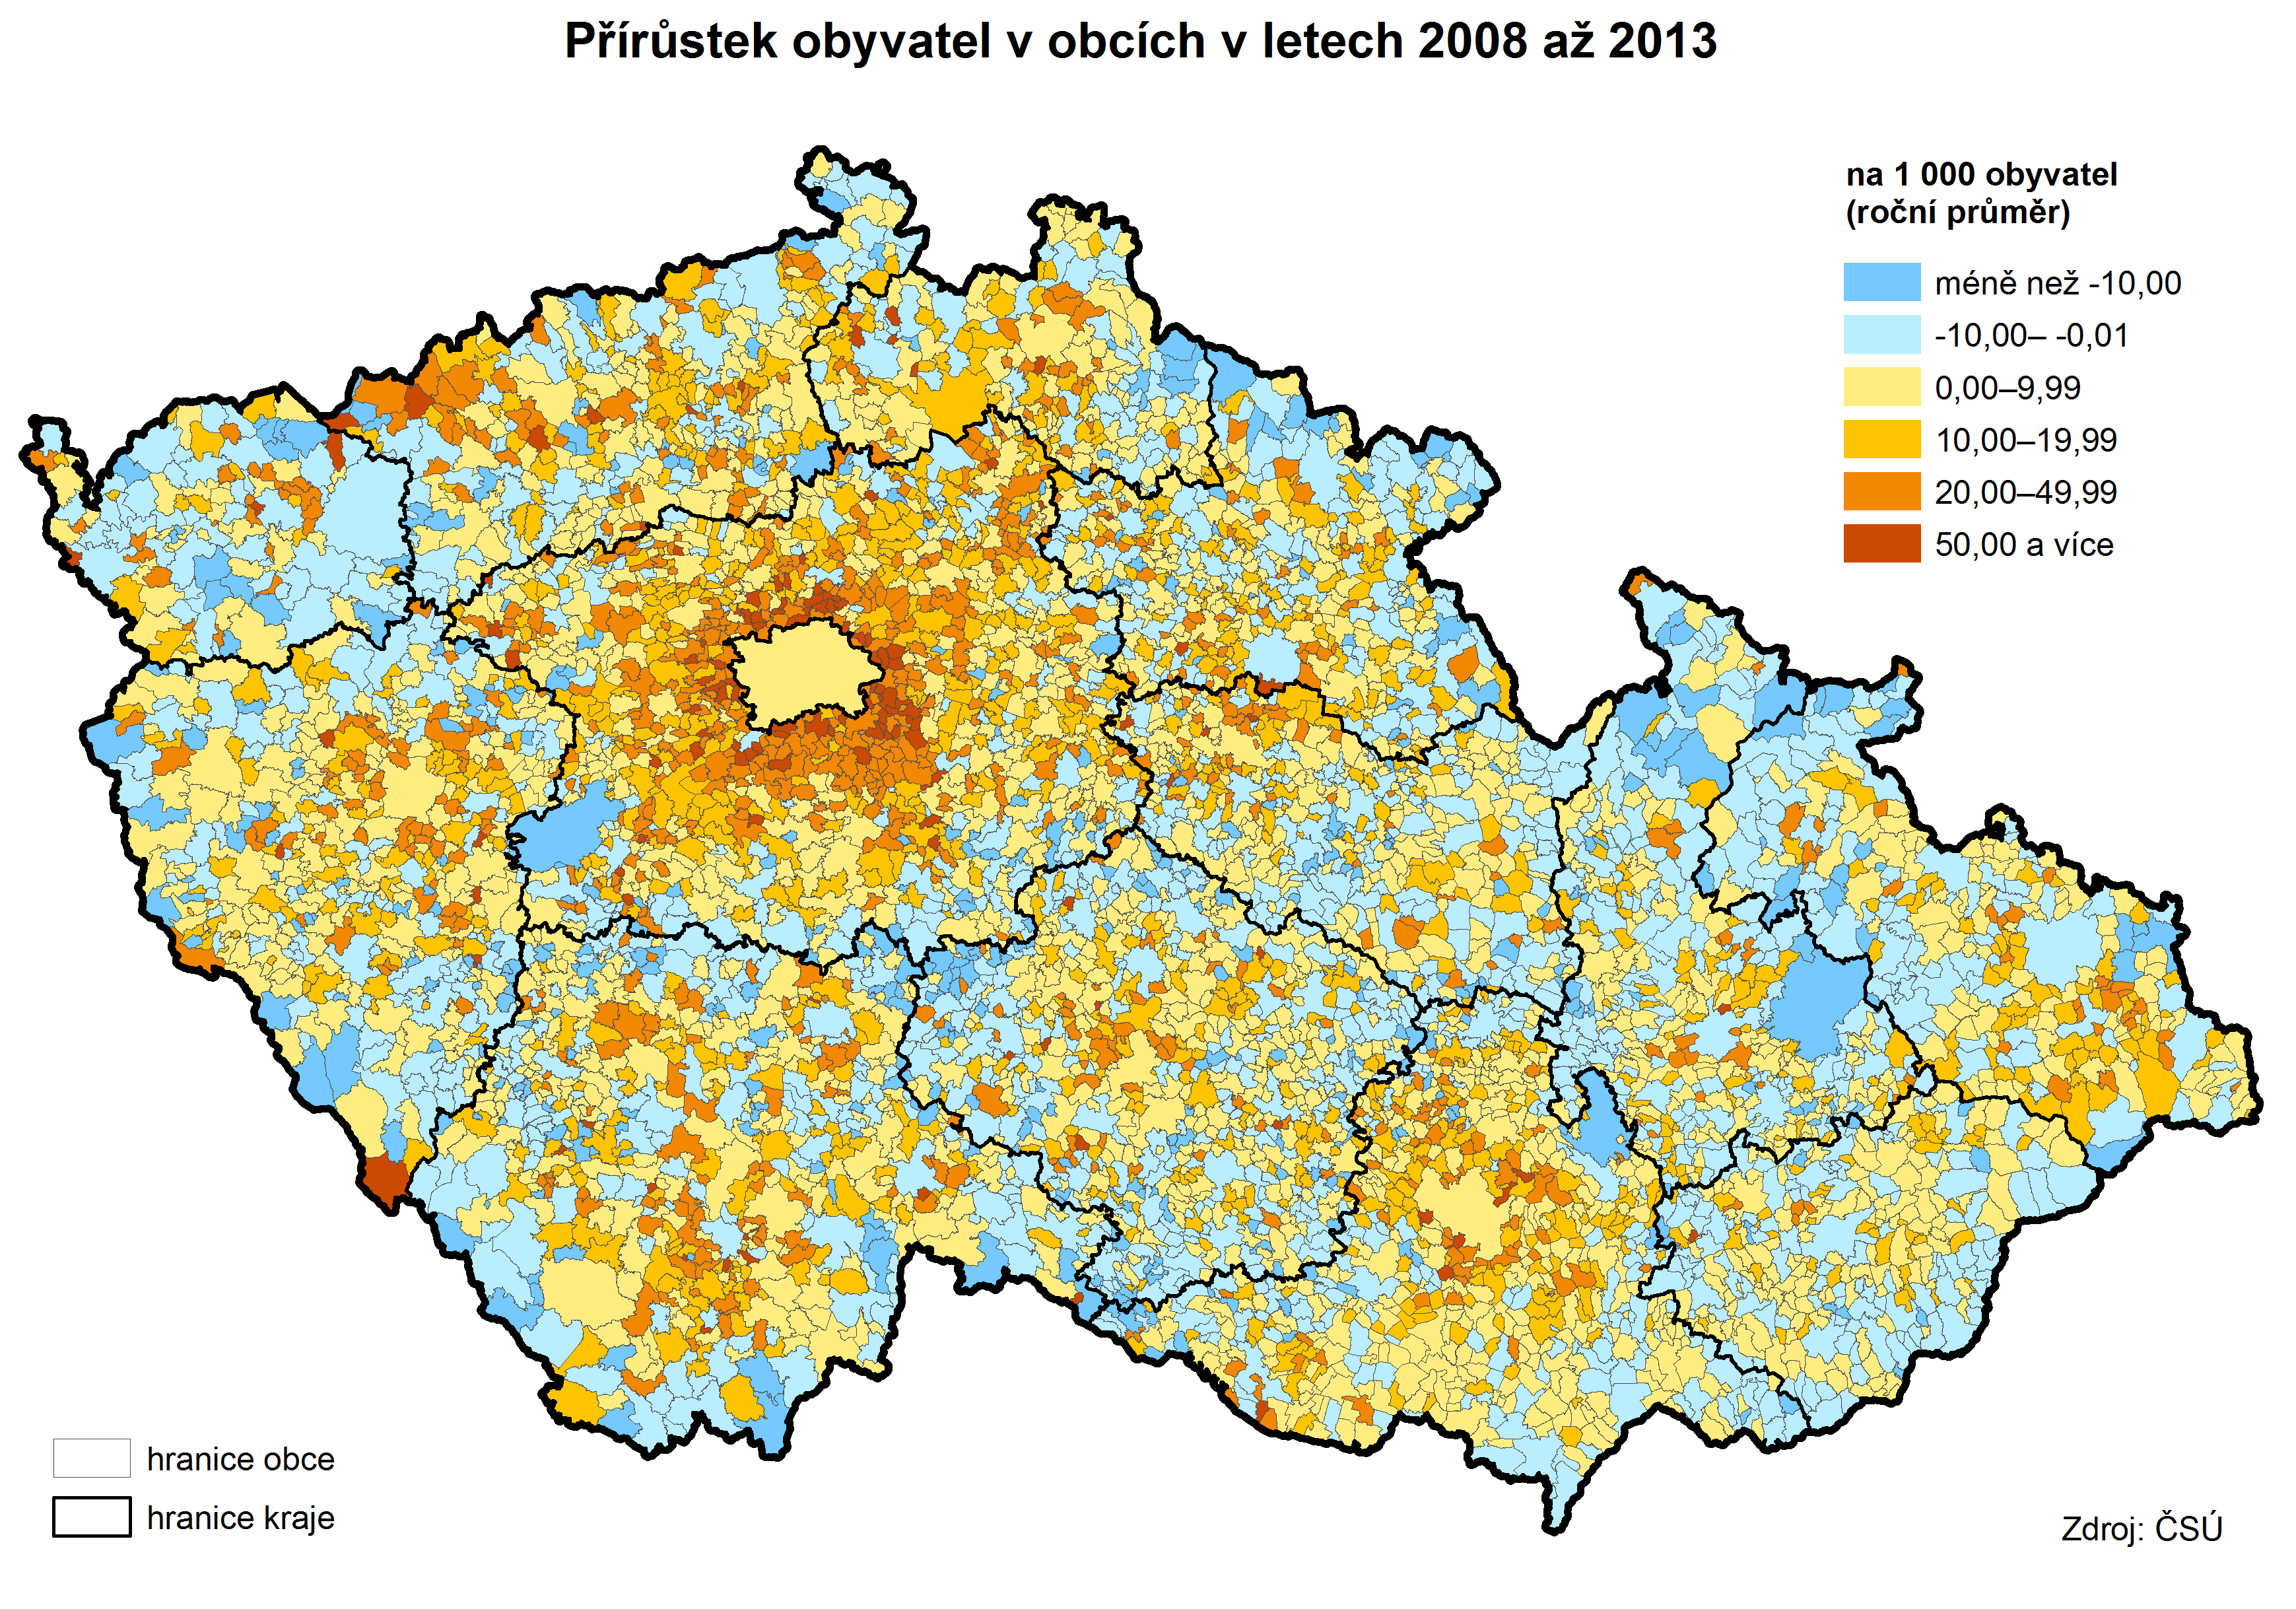 Přírůstek obyvatel v obcích v letech 2008 až 2013
na 1 000 obyvatel
(roční průměr)
méně než -10,00
-10,00– -0,01
0,00–9,99
10,00–19,99
20,00–49,99
50,00 a více
hranice obce
hranice kraje
Zdroj: ČSÚ